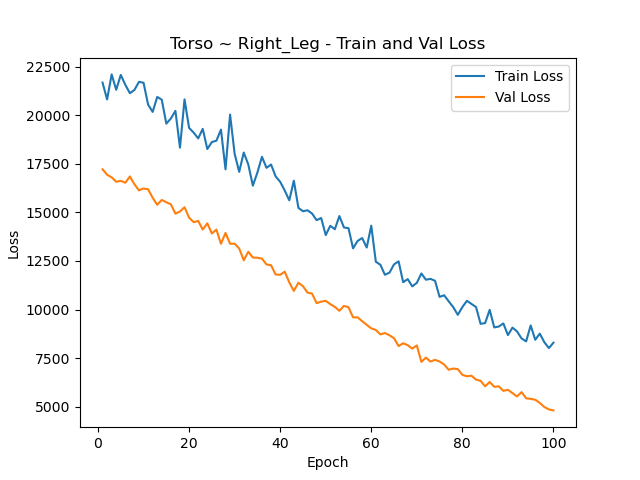 Torso ~ Right_Leg - Train and Val Loss
22500
20000
17500
15000
12500
10000
7500
5000
Loss
Train Loss
Val Loss
0 20 40 60 80 100
Epoch